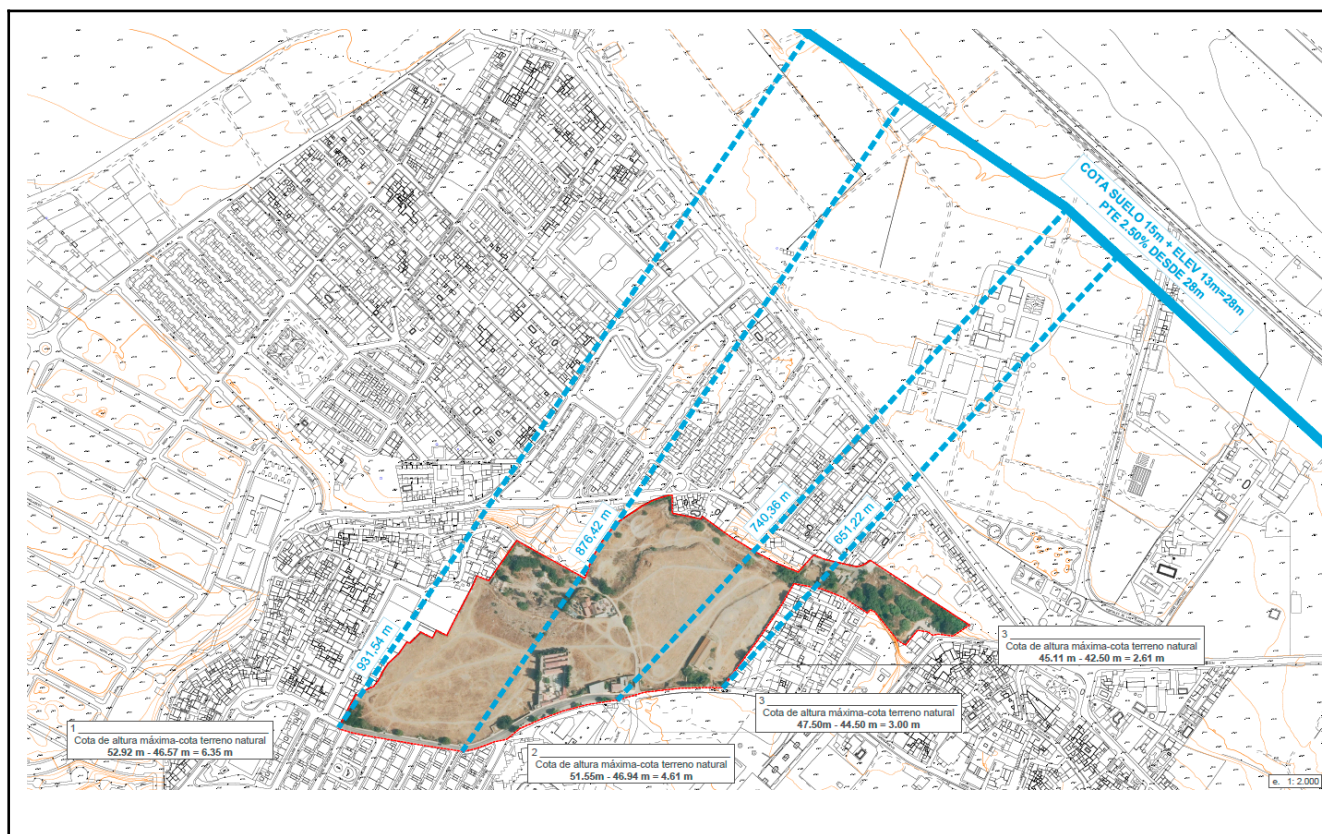 COTA SUELO 15m + ELEV 13m=28m
PTE 2.50% DESDE 28m
931,54 m
876.42 m
740.36 m
651.22 m
1
Cota de altura máxima-cota terreno natural
52.92 m - 46.57 m = 6.35 m
2
Cota de altura máxima-cota terreno natural
51.55m - 46.94 m = 4.61 m
3
Cota de altura máxima-cota terreno natural
47.50m - 44.50 m = 3.00 m
3
Cota de altura máxima-cota terreno natural
45.11 m - 42.50 m = 2.61 m
e. 1: 2.000